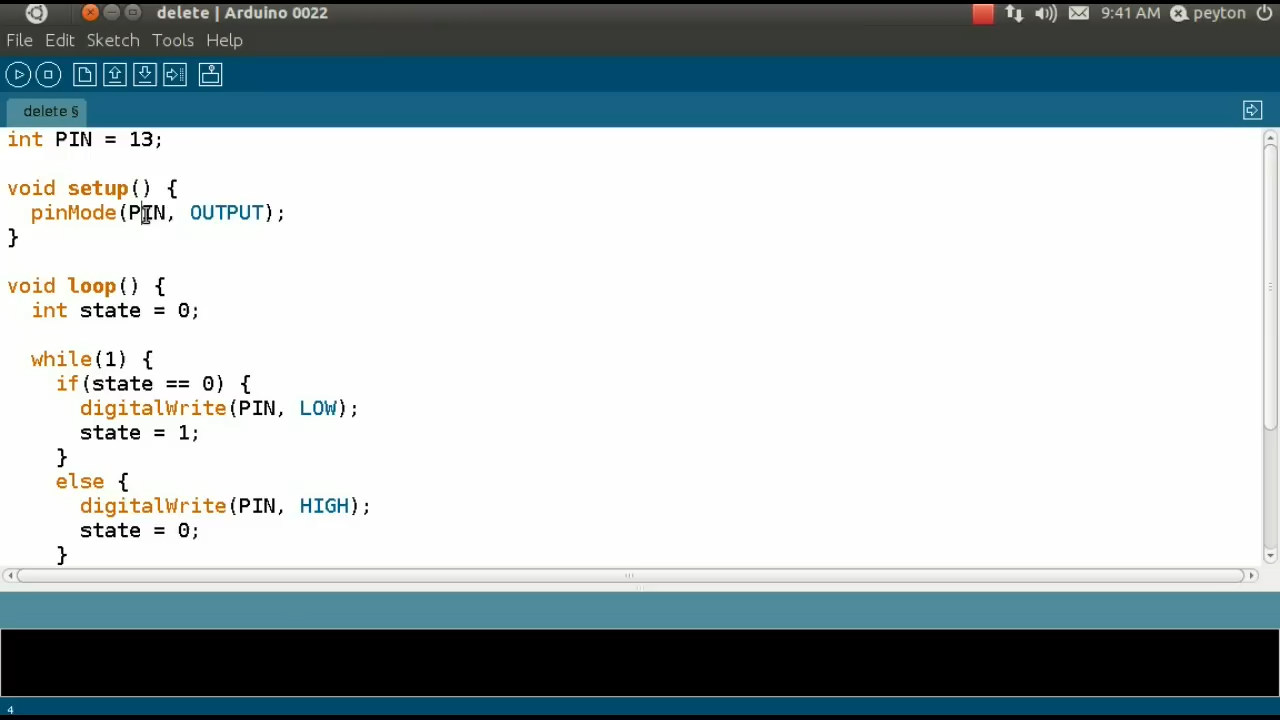 delete | Arduino 0022
9:41 AM peyton
File Edit Sketch Tools Help
delete §
int PIN = 13;
void setup() {
  pinMode(PIN, OUTPUT);
}
void loop() {
  int state = 0;
  while(1) {
    if(state == 0) {
      digitalWrite(PIN, LOW);
      state = 1;
    }
    else {
      digitalWrite(PIN, HIGH);
      state = 0;
    }
4